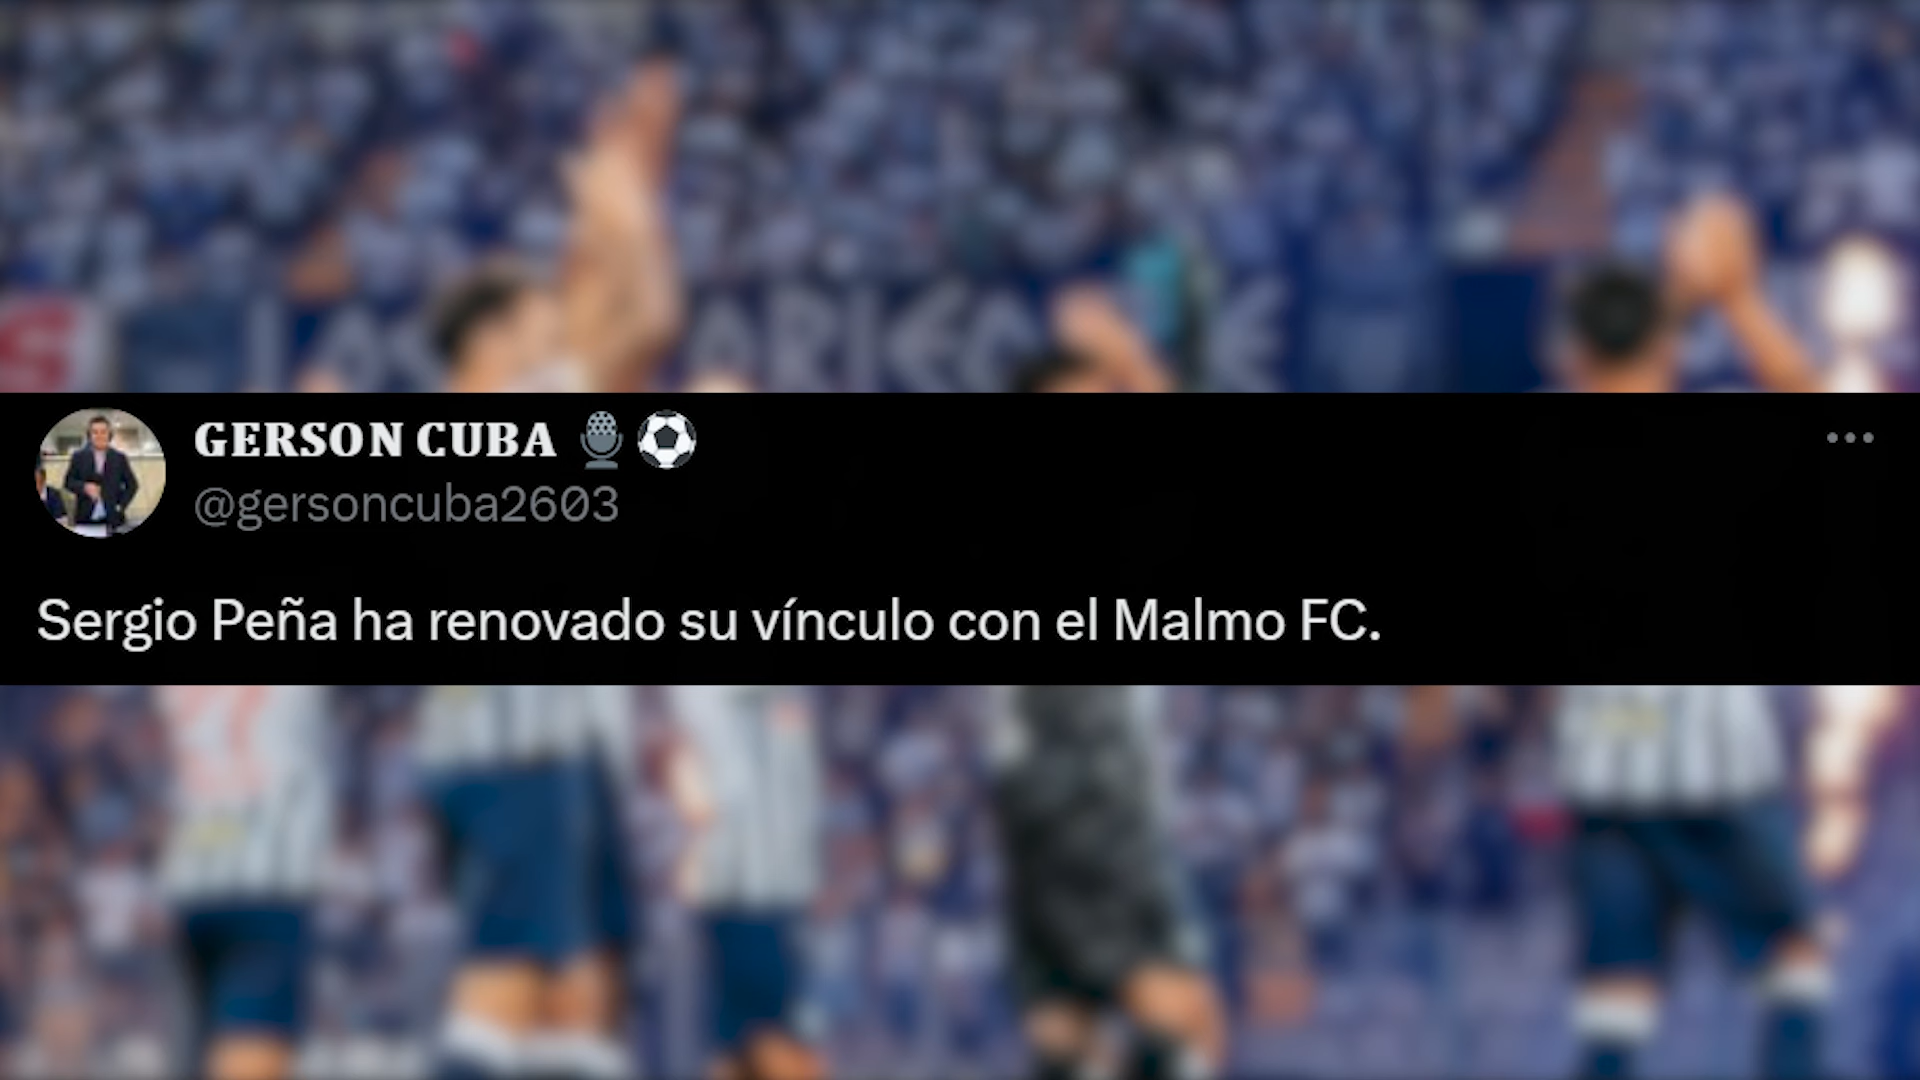 GERSON CUBA 🎙⚽
@gersoncuba2603
Sergio Peña ha renovado su vínculo con el Malmo FC.